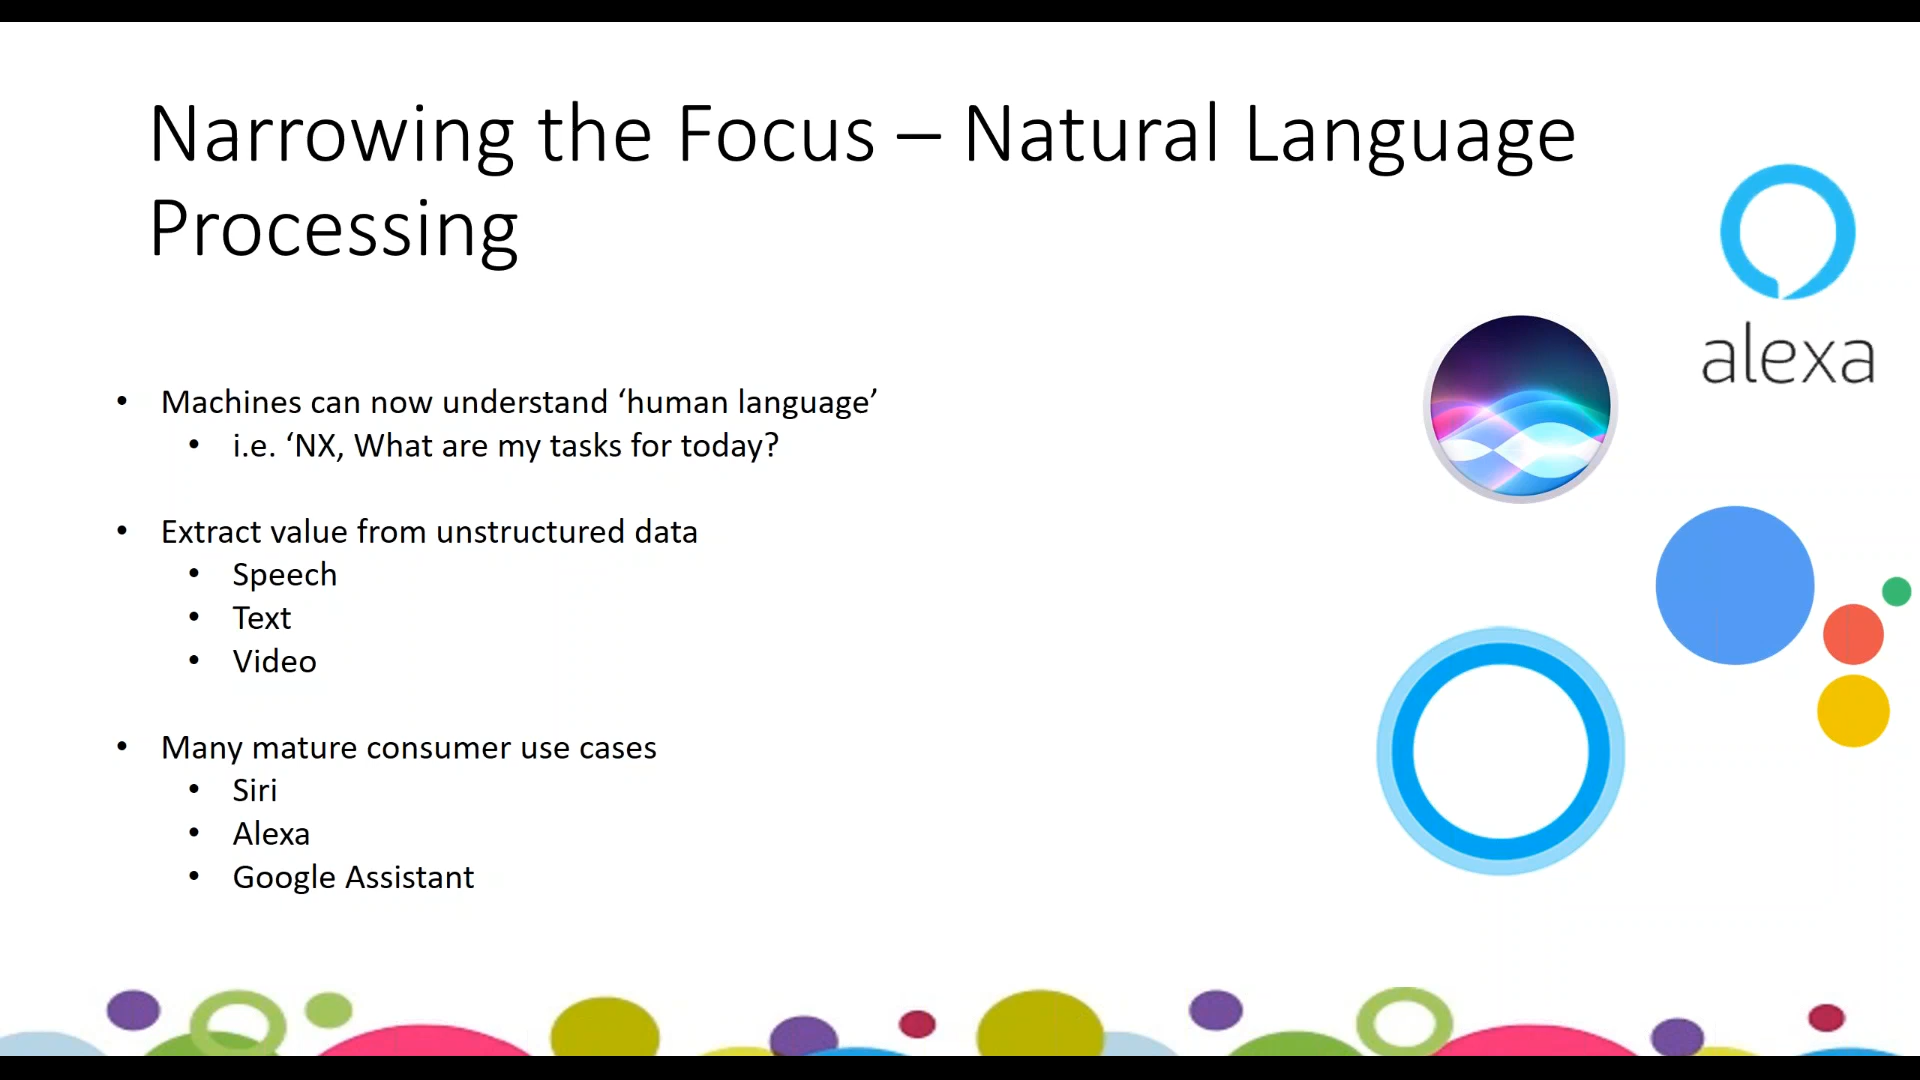 Narrowing the Focus – Natural Language
Processing
alexa
• Machines can now understand ‘human language’
• i.e. ‘NX, What are my tasks for today?
• Extract value from unstructured data
• Speech
• Text
• Video
• Many mature consumer use cases
• Siri
• Alexa
• Google Assistant